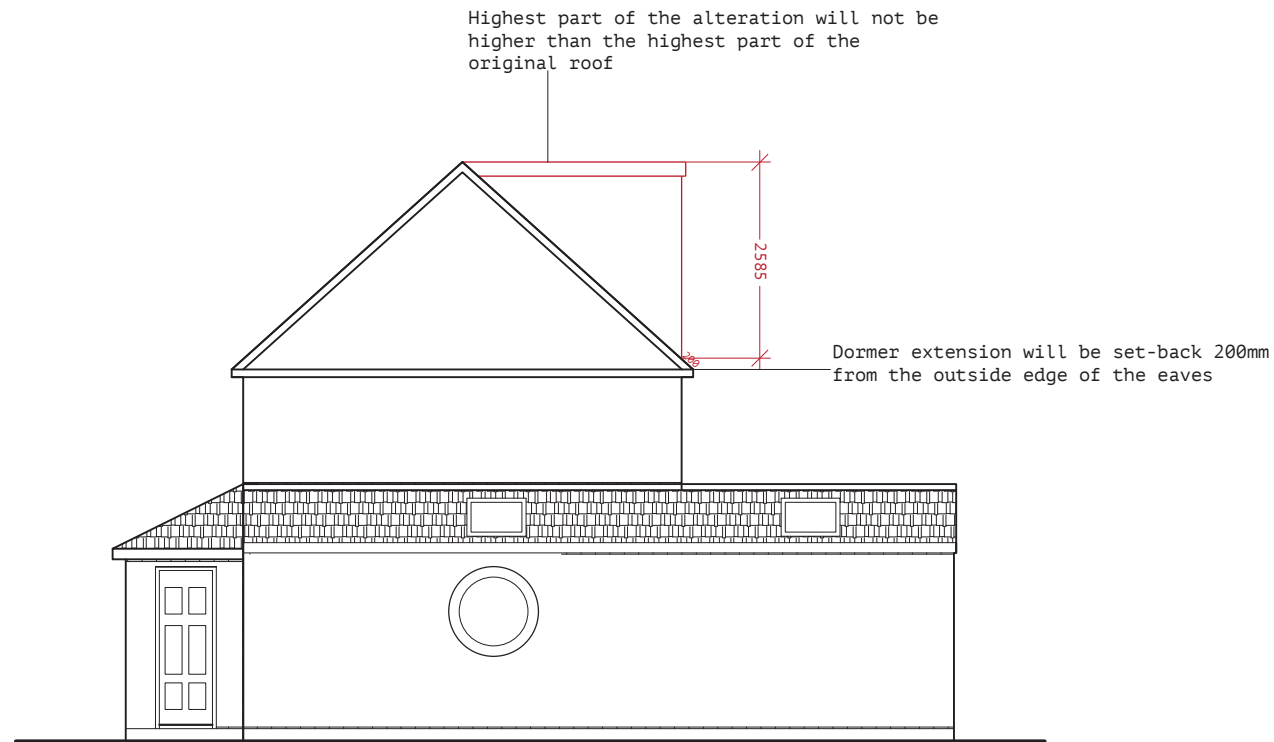 Highest part of the alteration will not be
higher than the highest part of the
original roof
2585
200
Dormer extension will be set-back 200mm
from the outside edge of the eaves